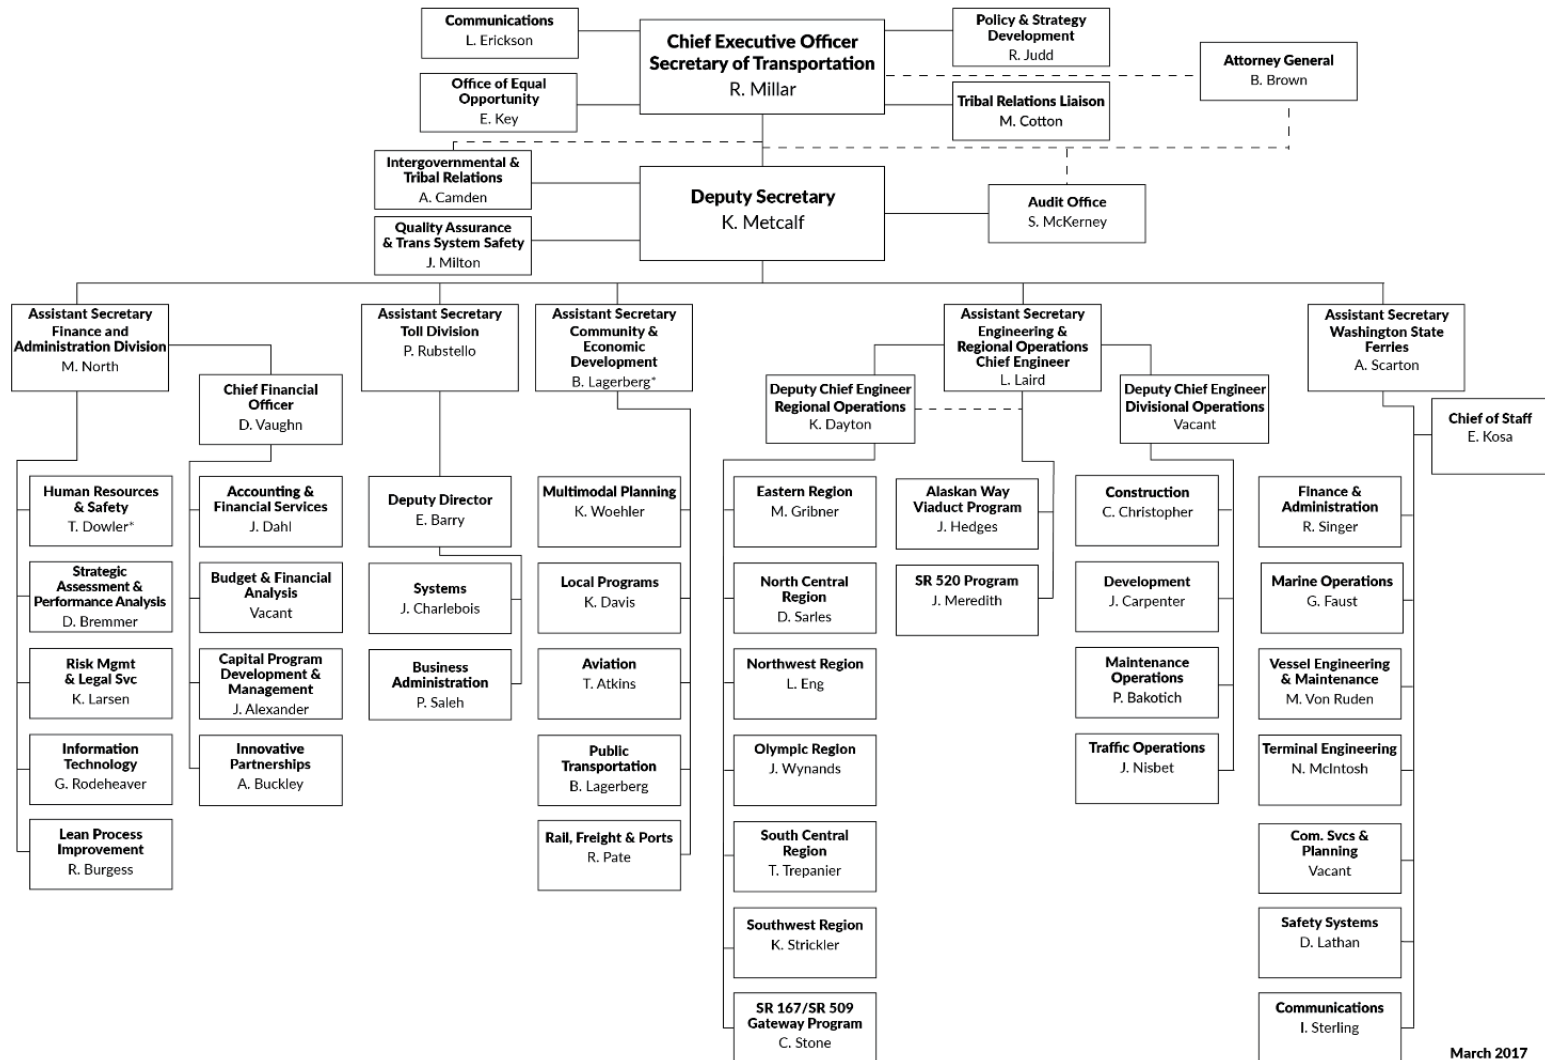 Communications
L. Erickson
Chief Executive Officer
Secretary of Transportation
R. Millar
Policy & Strategy
Development
R. Judd
Attorney General
B. Brown
Office of Equal
Opportunity
E. Key
Tribal Relations Liaison
M. Cotton
Intergovernmental &
Tribal Relations
A. Camden
Deputy Secretary
K. Metcalf
Audit Office
S. McKerney
Quality Assurance
& Trans System Safety
J. Milton
Assistant Secretary
Finance and
Administration Division
M. North
Assistant Secretary
Toll Division
P. Rubstello
Assistant Secretary
Community &
Economic
Development
B. Lagerberg*
Assistant Secretary
Engineering &
Regional Operations
Chief Engineer
L. Laird
Assistant Secretary
Washington State
Ferries
A. Scarton
Chief Financial
Officer
D. Vaughn
Deputy Chief Engineer
Regional Operations
K. Dayton
Deputy Chief Engineer
Divisional Operations
Vacant
Chief of Staff
E. Kosa
Human Resources
& Safety
T. Dowler*
Strategic
Assessment &
Performance Analysis
D. Bremmer
Risk Mgmt
& Legal Svc
K. Larsen
Information
Technology
G. Rodeheaver
Lean Process
Improvement
R. Burgess
Accounting &
Financial Services
J. Dahl
Budget & Financial
Analysis
Vacant
Capital Program
Development &
Management
J. Alexander
Innovative
Partnerships
A. Buckley
Deputy Director
E. Barry
Systems
J. Charlebois
Business
Administration
P. Saleh
Multimodal Planning
K. Woehler
Local Programs
K. Davis
Aviation
T. Atkins
Public
Transportation
B. Lagerberg
Rail, Freight & Ports
R. Pate
Eastern Region
M. Gribner
North Central
Region
D. Sarles
Northwest Region
L. Eng
Olympic Region
J. Wynands
South Central
Region
T. Trepanier
Southwest Region
K. Strickler
SR 167/SR 509
Gateway Program
C. Stone
Alaskan Way
Viaduct Program
J. Hedges
SR 520 Program
J. Meredith
Construction
C. Christopher
Development
J. Carpenter
Maintenance
Operations
P. Bakotich
Traffic Operations
J. Nisbet
Finance &
Administration
R. Singer
Marine Operations
G. Faust
Vessel Engineering
& Maintenance
M. Von Ruden
Terminal Engineering
N. McIntosh
Com. Svcs &
Planning
Vacant
Safety Systems
D. Lathan
Communications
I. Sterling
March 2017